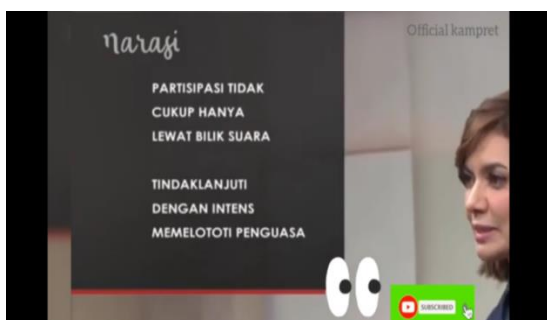 Narasi
Official kampret
PARTISIPASI TIDAK
CUKUP HANYA
LEWAT BILIK SUARA
TINDAKLANJUTI
DENGAN INTENS
MEMELOTOTI PENGUASA
SUBSCRIBED